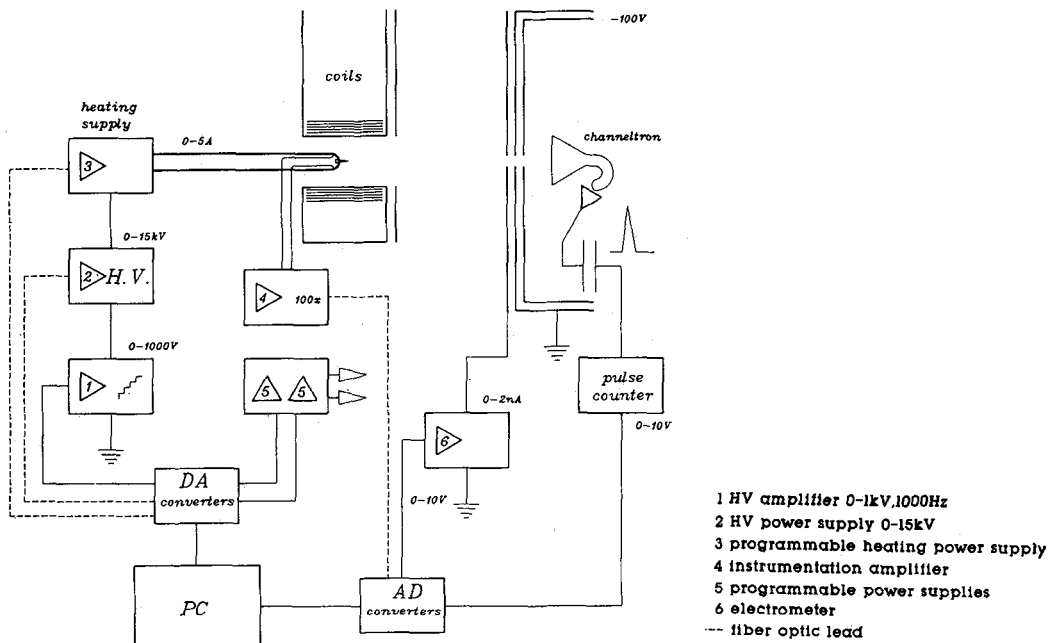 -100V
coils
heating
supply
0-5A
channeltron
3
0-15kV
2 H.V.
4 100x
0-1000V
1
5 5
pulse
counter
0-2nA
6
0-10V
DA
converters
0-10V
PC
AD
converters
1 HV amplifier 0-1kV,1000Hz
2 HV power supply 0-15kV
3 programmable heating power supply
4 instrumentation amplifier
5 programmable power supplies
6 electrometer
--- fiber optic lead